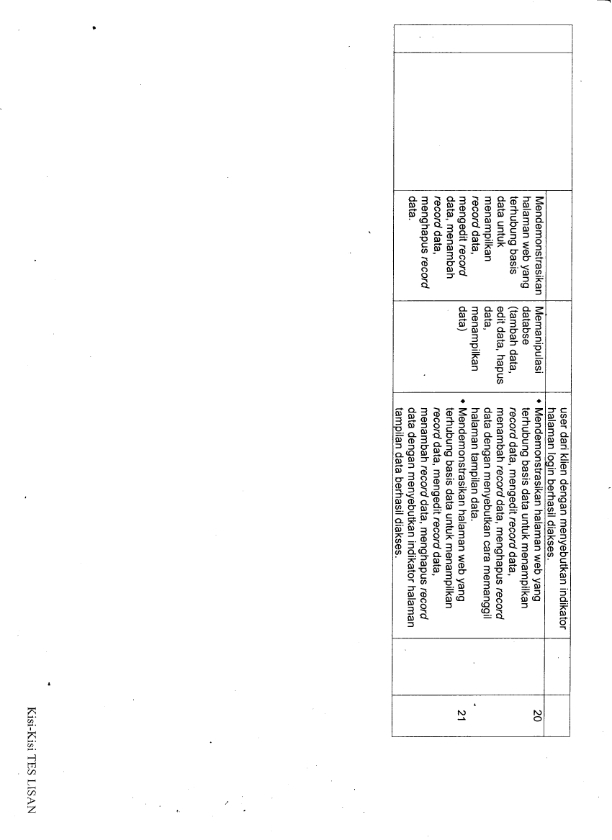 user dari klien dengan menyebutkan indikator
halaman login berhasil diakses.
Mendemonstrasikan
halaman web yang
terhubung basis
data untuk
menampilkan
record data,
mengedit record
data, menambah
record data,
menghapus record
data.
Memanipulasi
databse
(tambah data,
edit data, hapus
data,
menampilkan
data)
• Mendemonstrasikan halaman web yang
terhubung basis data untuk menampilkan
record data, mengedit record data,
menambah record data, menghapus record
data dengan menyebutkan cara memanggil
halaman tampilan data.
• Mendemonstrasikan halaman web yang
terhubung basis data untuk menampilkan
record data, mengedit record data,
menambah record data, menghapus record
data dengan menyebutkan indikator halaman
tampilan data berhasil diakses.
20
21
Kisi-Kisi TES LISAN